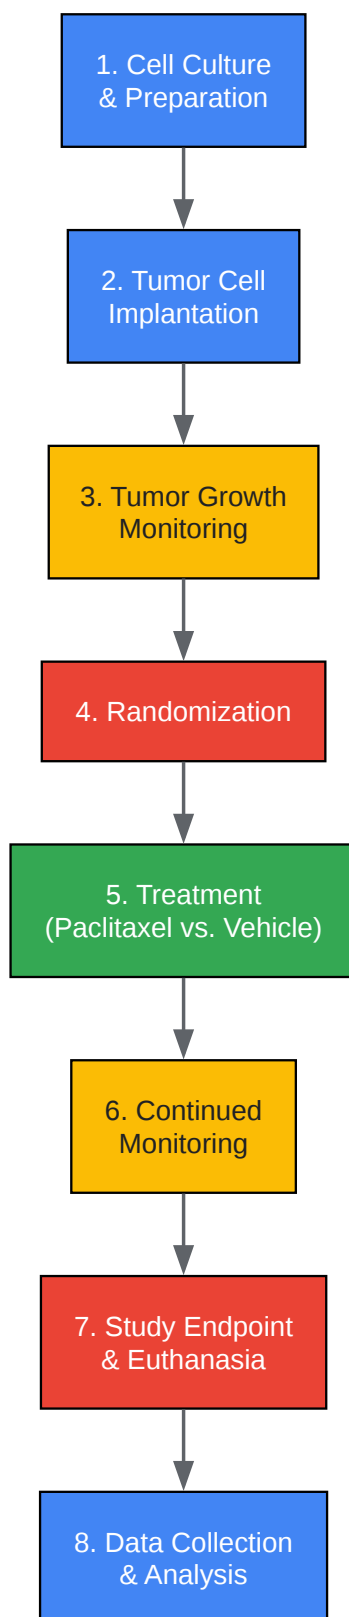 1. Cell Culture
& Preparation
2. Tumor Cell
Implantation
3. Tumor Growth
Monitoring
4. Randomization
5. Treatment
(Paclitaxel vs. Vehicle)
6. Continued
Monitoring
7. Study Endpoint
& Euthanasia
8. Data Collection
& Analysis